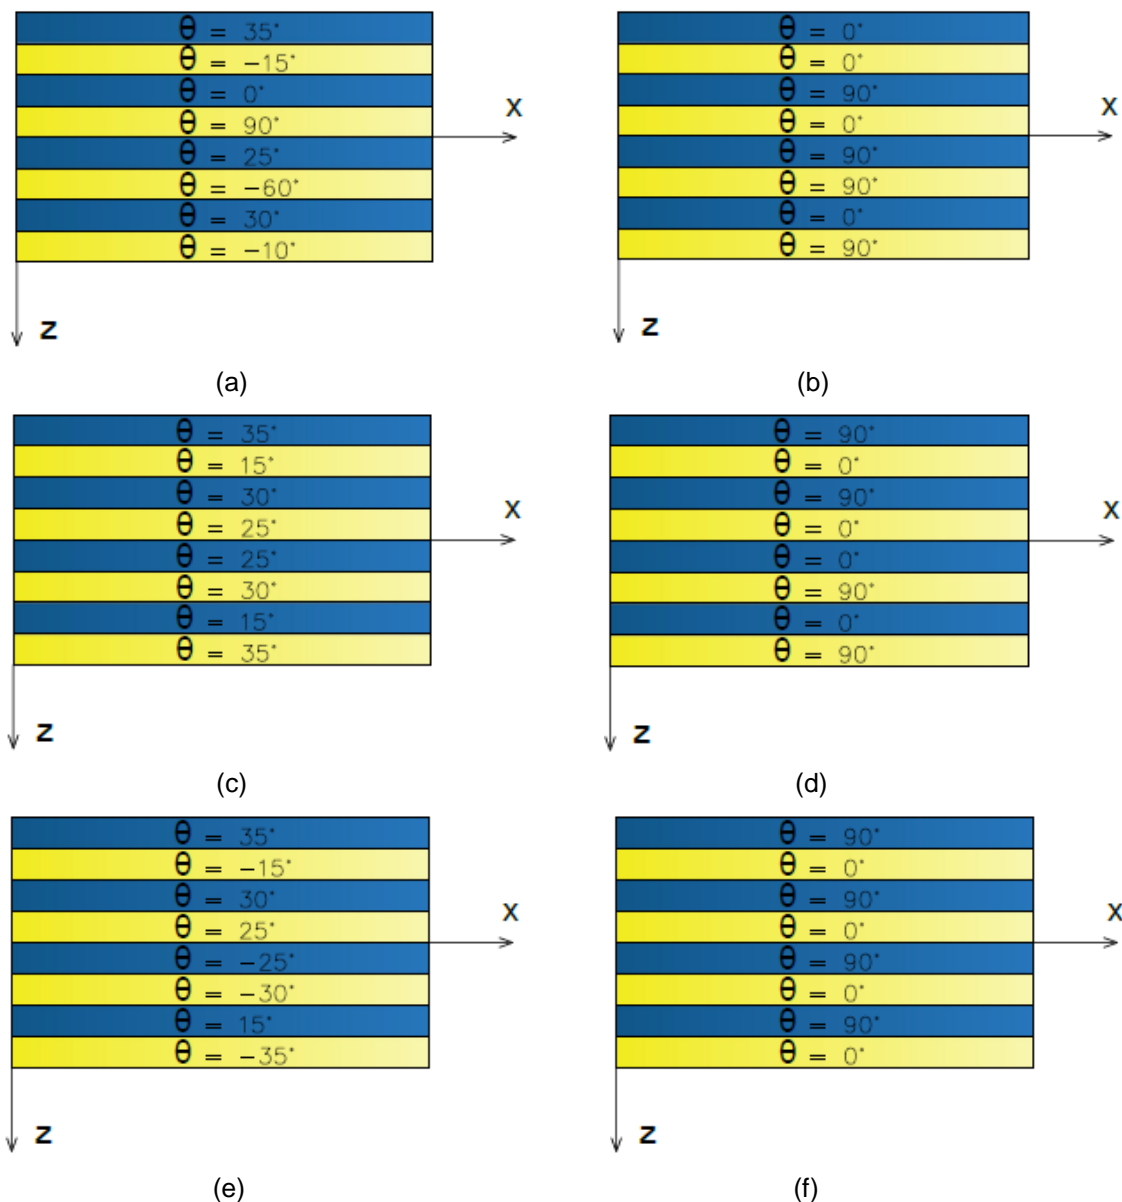 θ = 35°
θ = −15°
θ = 0°
θ = 90°
θ = 25°
θ = −60°
θ = 30°
θ = −10°
X
Z
(a)
θ = 0°
θ = 0°
θ = 90°
θ = 0°
θ = 90°
θ = 90°
θ = 0°
θ = 90°
X
Z
(b)
θ = 35°
θ = 15°
θ = 30°
θ = 25°
θ = 25°
θ = 30°
θ = 15°
θ = 35°
X
Z
(c)
θ = 90°
θ = 0°
θ = 90°
θ = 0°
θ = 0°
θ = 90°
θ = 0°
θ = 90°
X
Z
(d)
θ = 35°
θ = −15°
θ = 30°
θ = 25°
θ = −25°
θ = −30°
θ = 15°
θ = −35°
X
Z
(e)
θ = 90°
θ = 0°
θ = 90°
θ = 0°
θ = 90°
θ = 0°
θ = 90°
θ = 0°
X
Z
(f)